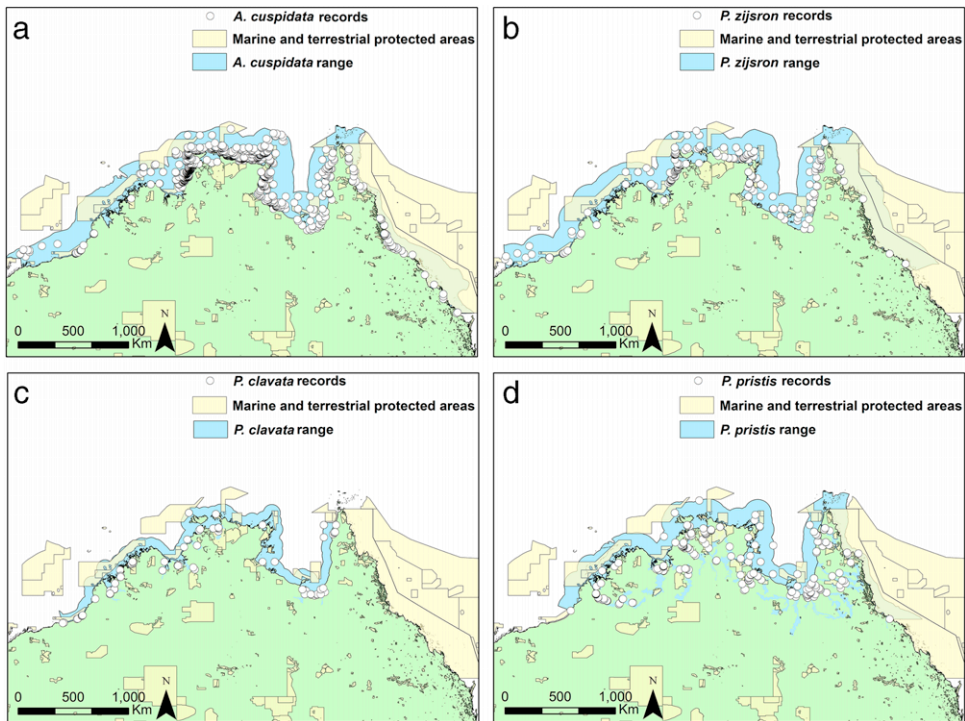 a
A. cuspidata records
Marine and terrestrial protected areas
A. cuspidata range
N
0 500 1,000
Km
b
P. zijsron records
Marine and terrestrial protected areas
P. zijsron range
N
0 500 1,000
Km
c
P. clavata records
Marine and terrestrial protected areas
P. clavata range
N
0 500 1,000
Km
d
P. pristis records
Marine and terrestrial protected areas
P. pristis range
N
0 500 1,000
Km